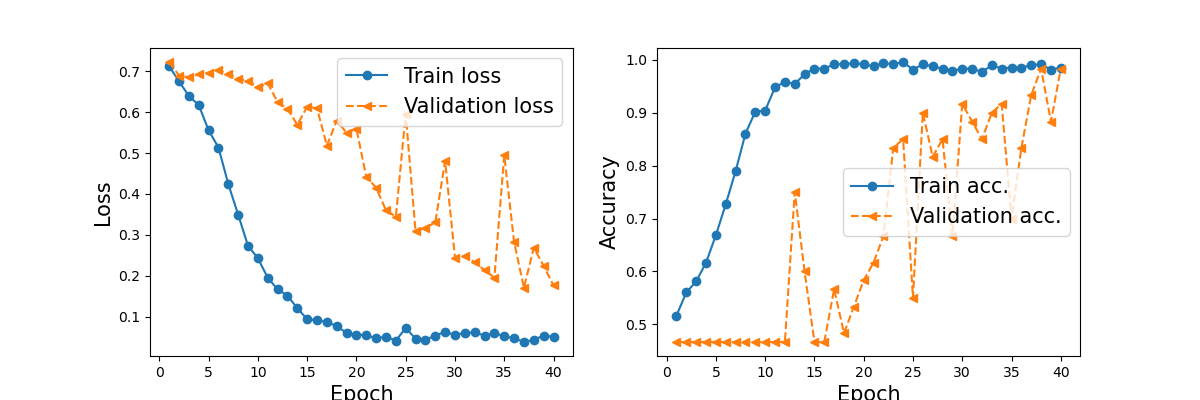 0.7
0.6
0.5
0.4
0.3
0.2
0.1
Loss
Train loss
Validation loss
0 5 10 15 20 25 30 35 40
Epoch
1.0
0.9
0.8
0.7
0.6
0.5
Accuracy
Train acc.
Validation acc.
0 5 10 15 20 25 30 35 40
Epoch